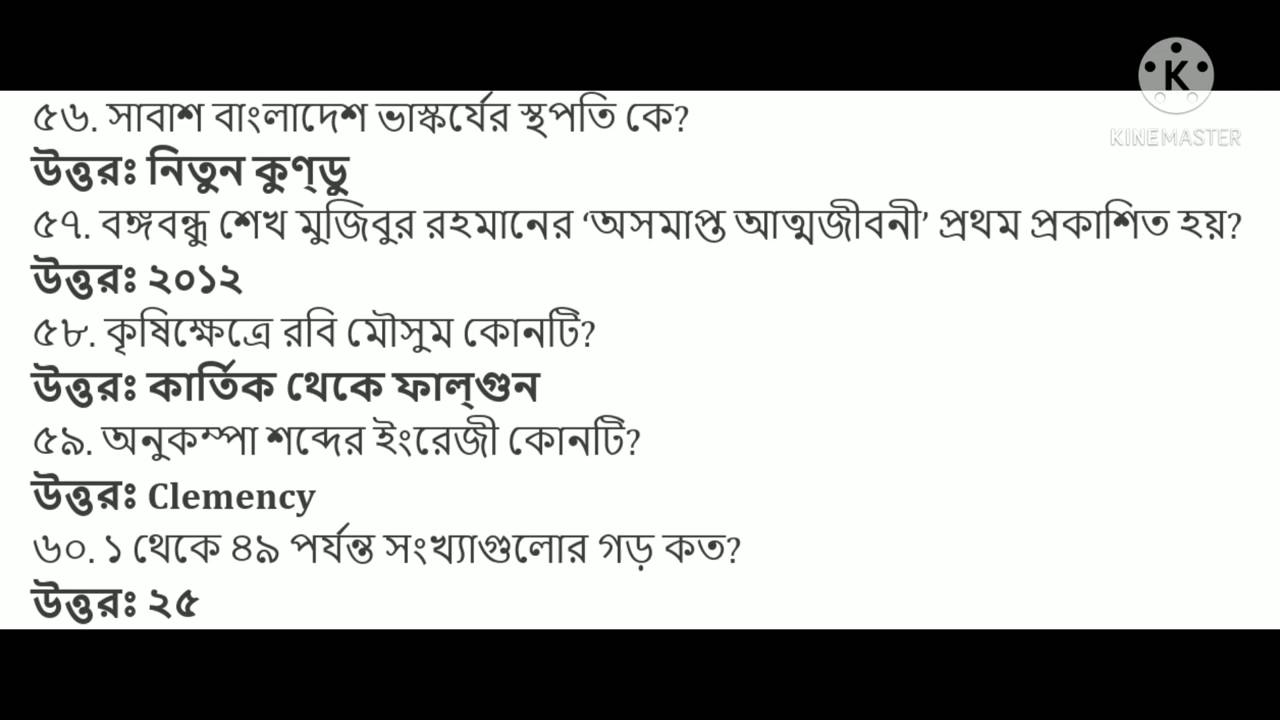 KINEMASTER
৫৬. সাবাশ বাংলাদেশ ভাস্কর্যের স্থপতি কে?
উত্তরঃ নিতুন কুণ্ডু
৫৭. বঙ্গবন্ধু শেখ মুজিবুর রহমানের ‘অসমাপ্ত আত্মজীবনী’ প্রথম প্রকাশিত হয়?
উত্তরঃ ২০১২
৫৮. কৃষিক্ষেত্রে রবি মৌসুম কোনটি?
উত্তরঃ কার্তিক থেকে ফাল্গুন
৫৯. অনুকম্পা শব্দের ইংরেজী কোনটি?
উত্তরঃ Clemency
৬০. ১ থেকে ৪৯ পর্যন্ত সংখ্যাগুলোর গড় কত?
উত্তরঃ ২৫